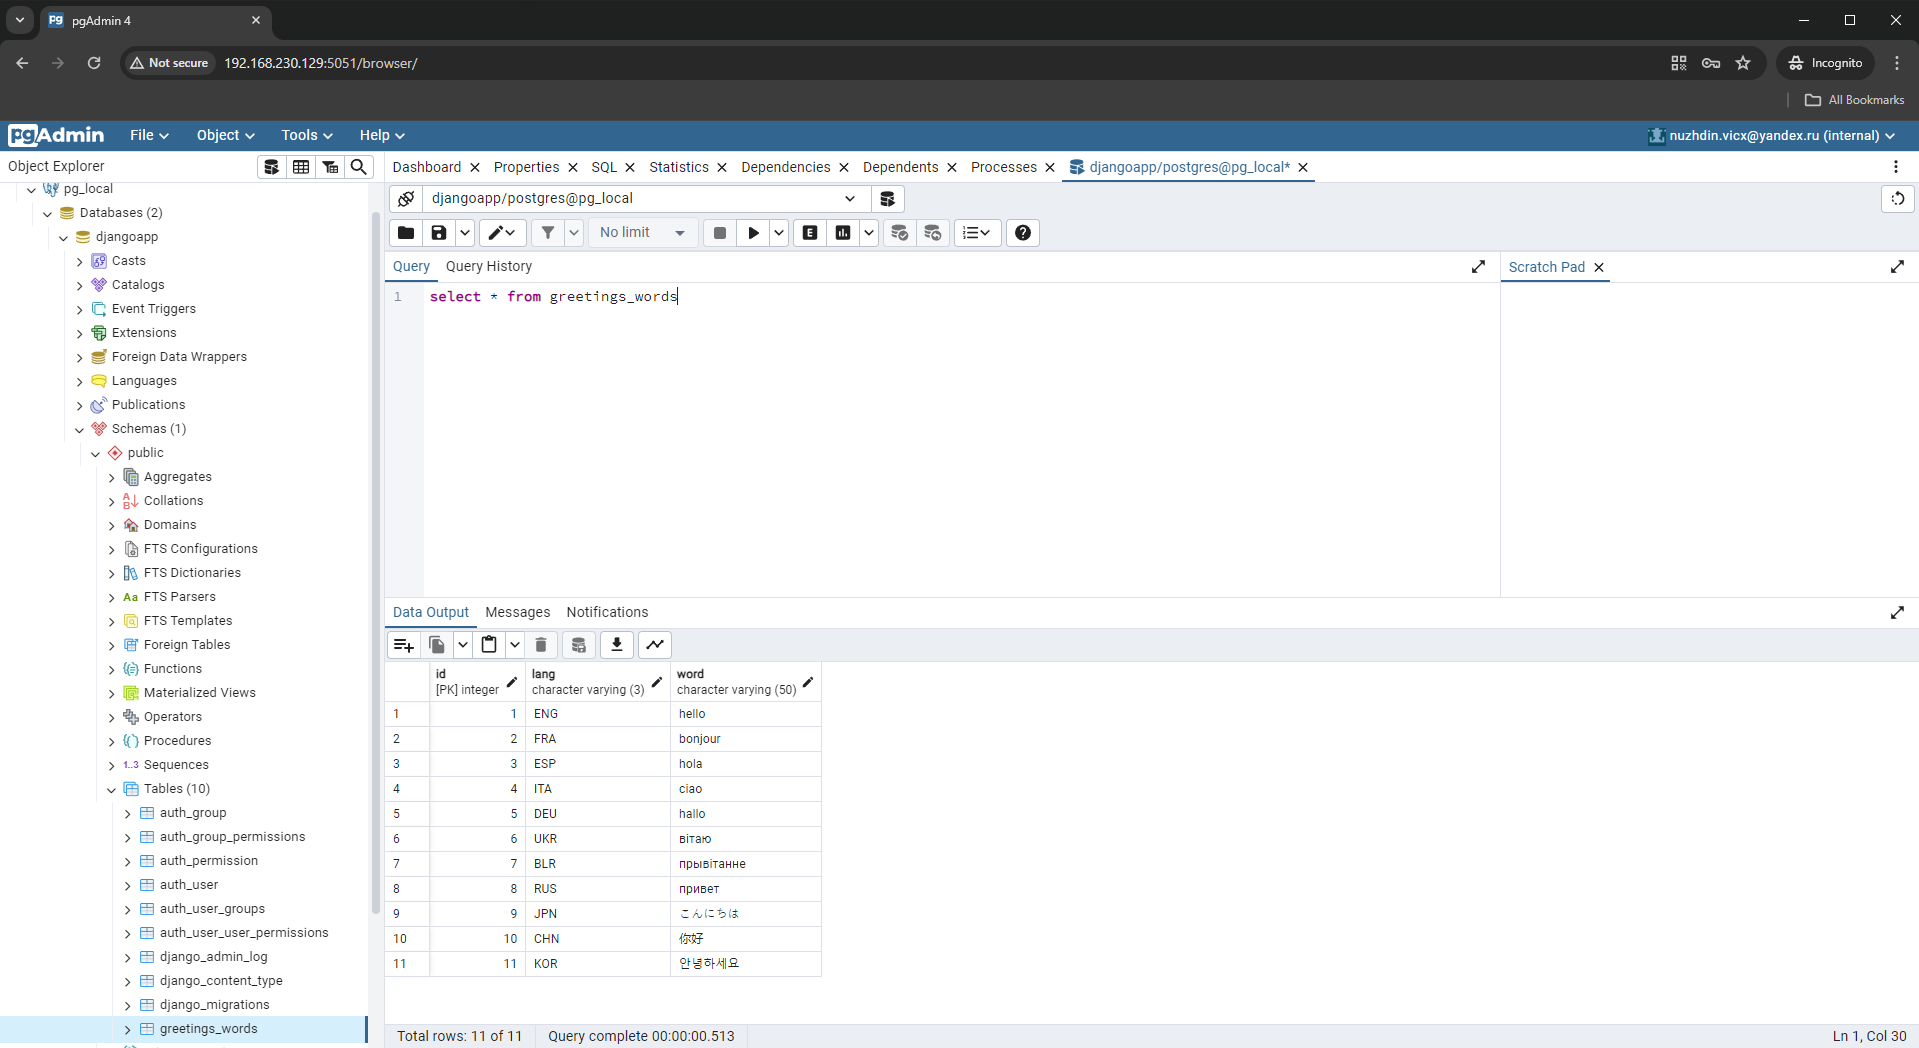 pgAdmin 4
Not secure 192.168.230.129:5051/browser/ Incognito
All Bookmarks
pgAdmin File Object Tools Help nuzhdin.vicx@yandex.ru (internal)
Object Explorer
pg_local
Databases (2)
djangoapp
Casts
Catalogs
Event Triggers
Extensions
Foreign Data Wrappers
Languages
Publications
Schemas (1)
public
Aggregates
Collations
Domains
FTS Configurations
FTS Dictionaries
Aa FTS Parsers
FTS Templates
Foreign Tables
Functions
Materialized Views
Operators
Procedures
1..3 Sequences
Tables (10)
auth_group
auth_group_permissions
auth_permission
auth_user
auth_user_groups
auth_user_user_permissions
django_admin_log
django_content_type
django_migrations
greetings_words
Dashboard Properties SQL Statistics Dependencies Dependents Processes djangoapp/postgres@pg_local*
djangoapp/postgres@pg_local
No limit E
Query Query History Scratch Pad
1 select * from greetings_words
Data Output Messages Notifications
id lang word
[PK] integer character varying (3) character varying (50)
1 1 ENG hello
2 2 FRA bonjour
3 3 ESP hola
4 4 ITA ciao
5 5 DEU hallo
6 6 UKR вітаю
7 7 BLR прывітанне
8 8 RUS привет
9 9 JPN こんにちは
10 10 CHN 你好
11 11 KOR 안녕하세요
Total rows: 11 of 11 Query complete 00:00:00.513 Ln 1, Col 30